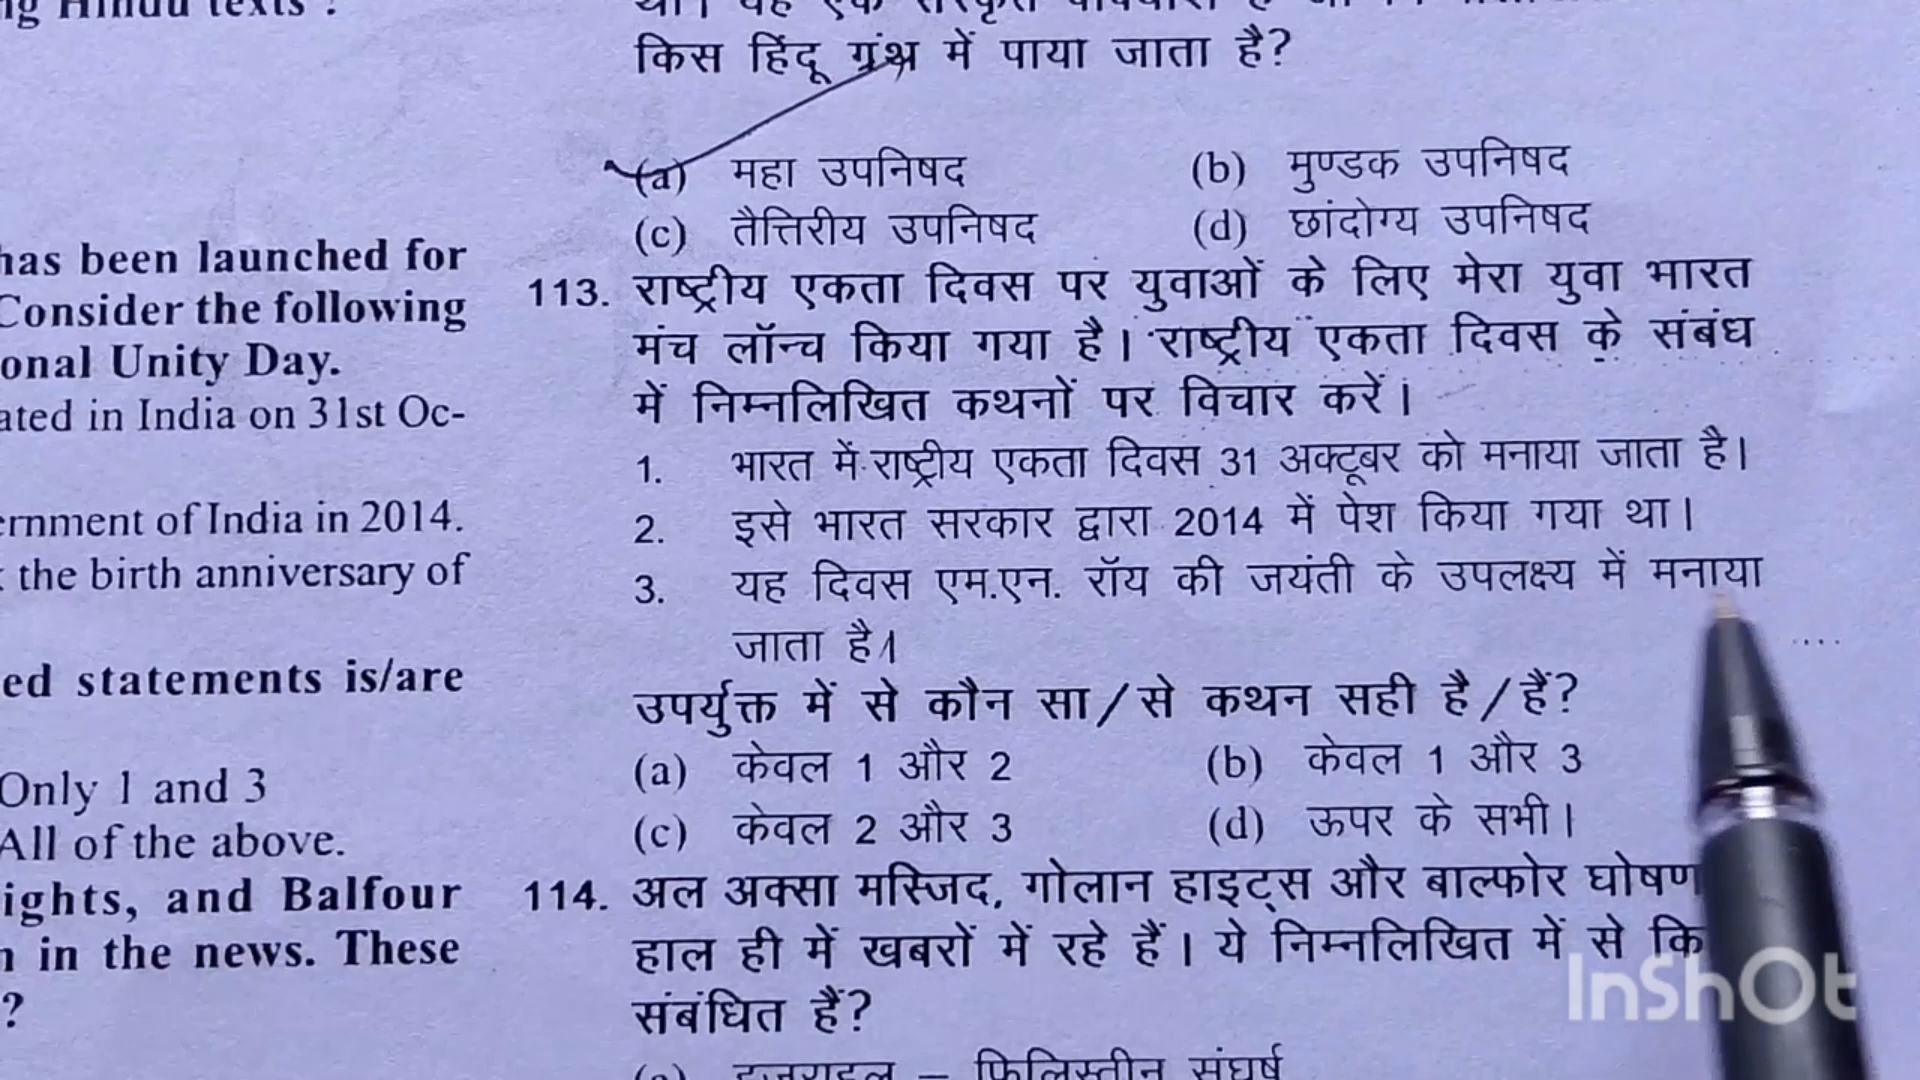 ng Hindu texts ?
किस हिंदू ग्रंथ में पाया जाता है?
(a) महा उपनिषद (b) मुण्डक उपनिषद
(c) तैत्तिरीय उपनिषद (d) छांदोग्य उपनिषद
has been launched for
Consider the following
onal Unity Day.
ated in India on 31st Oc-
ernment of India in 2014.
the birth anniversary of
ed statements is/are
Only 1 and 3
All of the above.
ights, and Balfour
n in the news. These
?
113. राष्ट्रीय एकता दिवस पर युवाओं के लिए मेरा युवा भारत
मंच लॉन्च किया गया है। राष्ट्रीय एकता दिवस के संबंध
में निम्नलिखित कथनों पर विचार करें।
1. भारत में राष्ट्रीय एकता दिवस 31 अक्टूबर को मनाया जाता है।
2. इसे भारत सरकार द्वारा 2014 में पेश किया गया था।
3. यह दिवस एम.एन. रॉय की जयंती के उपलक्ष्य में मनाया
जाता है।
उपर्युक्त में से कौन सा/से कथन सही है/हैं?
(a) केवल 1 और 2 (b) केवल 1 और 3
(c) केवल 2 और 3 (d) ऊपर के सभी।
114. अल अक्सा मस्जिद, गोलान हाइट्स और बाल्फोर घोषण
हाल ही में खबरों में रहे हैं। ये निम्नलिखित में से कि
संबंधित हैं?
(a) इजराइल – फिलिस्तीन संघर्ष
InShOt